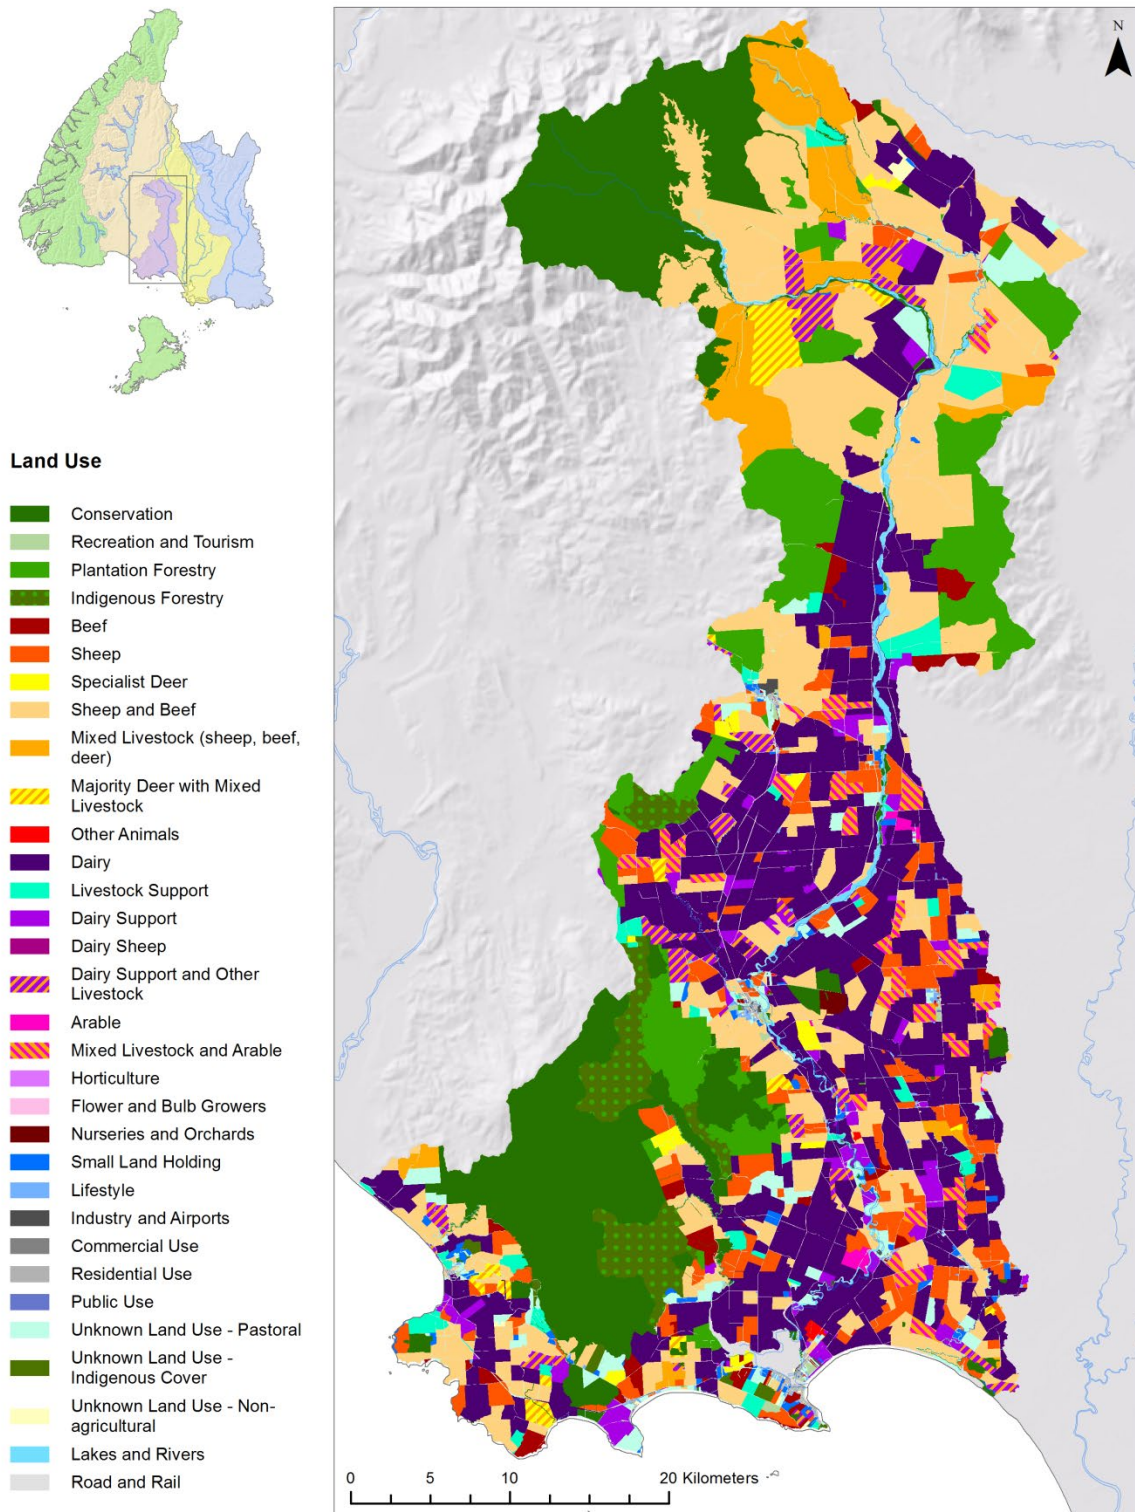 N
Land Use
Conservation
Recreation and Tourism
Plantation Forestry
Indigenous Forestry
Beef
Sheep
Specialist Deer
Sheep and Beef
Mixed Livestock (sheep, beef,
deer)
Majority Deer with Mixed
Livestock
Other Animals
Dairy
Livestock Support
Dairy Support
Dairy Sheep
Dairy Support and Other
Livestock
Arable
Mixed Livestock and Arable
Horticulture
Flower and Bulb Growers
Nurseries and Orchards
Small Land Holding
Lifestyle
Industry and Airports
Commercial Use
Residential Use
Public Use
Unknown Land Use - Pastoral
Unknown Land Use -
Indigenous Cover
Unknown Land Use - Non-
agricultural
Lakes and Rivers
Road and Rail
0 5 10 20 Kilometers